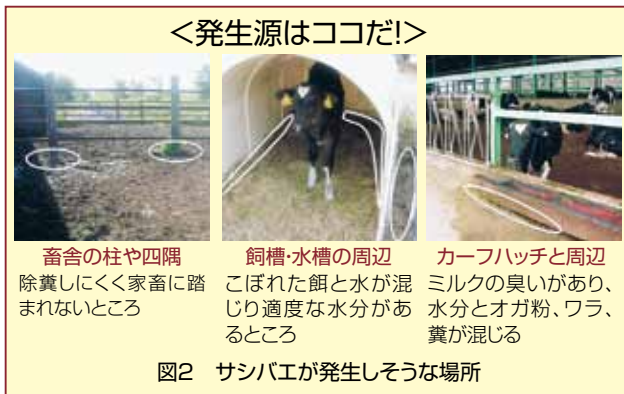 ＜発生源はココだ!＞
畜舎の柱や四隅
除糞しにくく家畜に踏
まれないところ
飼槽・水槽の周辺
こぼれた餌と水が混
じり適度な水分があ
るところ
カーフハッチと周辺
ミルクの臭いがあり、
水分とオガ粉、ワラ、
糞が混じる
図2　サシバエが発生しそうな場所